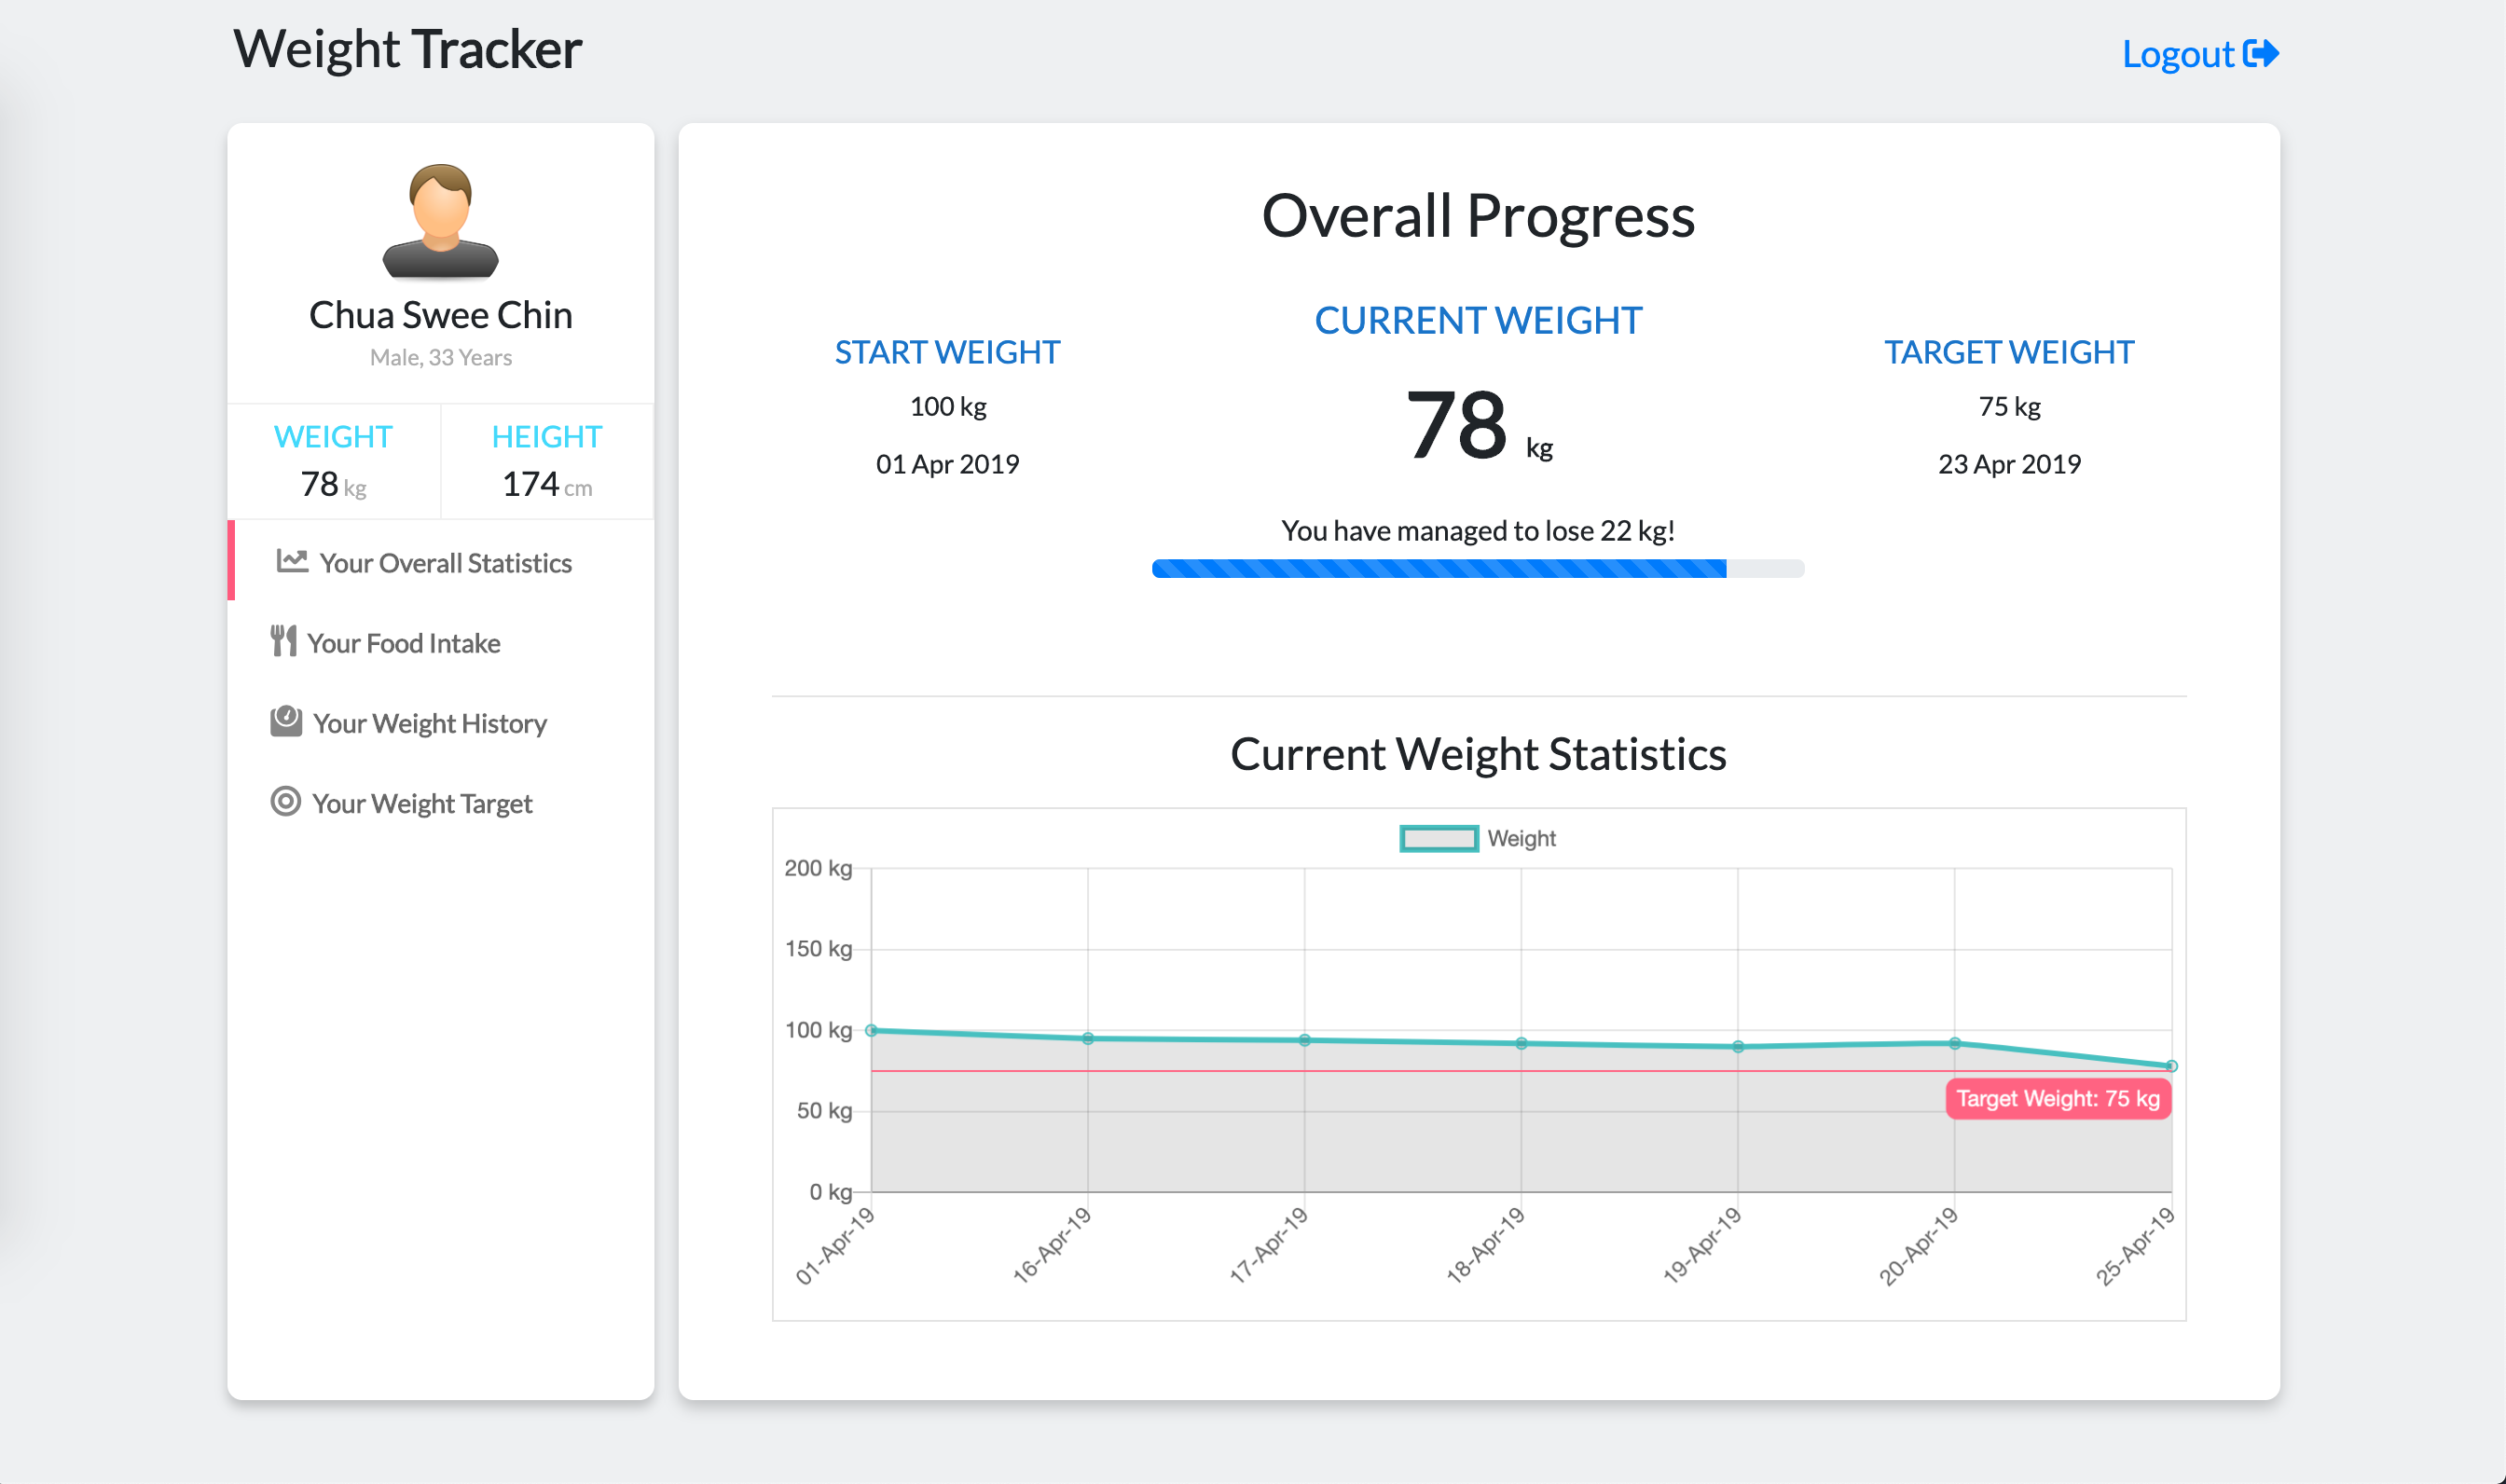 Weight Tracker
Logout
Chua Swee Chin
Male, 33 Years
WEIGHT
78 kg
HEIGHT
174 cm
Your Overall Statistics
Your Food Intake
Your Weight History
Your Weight Target
Overall Progress
START WEIGHT
100 kg
01 Apr 2019
CURRENT WEIGHT
78 kg
TARGET WEIGHT
75 kg
23 Apr 2019
You have managed to lose 22 kg!
Current Weight Statistics
Weight
200 kg
150 kg
100 kg
50 kg
0 kg
Target Weight: 75 kg
01-Apr-19
16-Apr-19
17-Apr-19
18-Apr-19
19-Apr-19
20-Apr-19
25-Apr-19